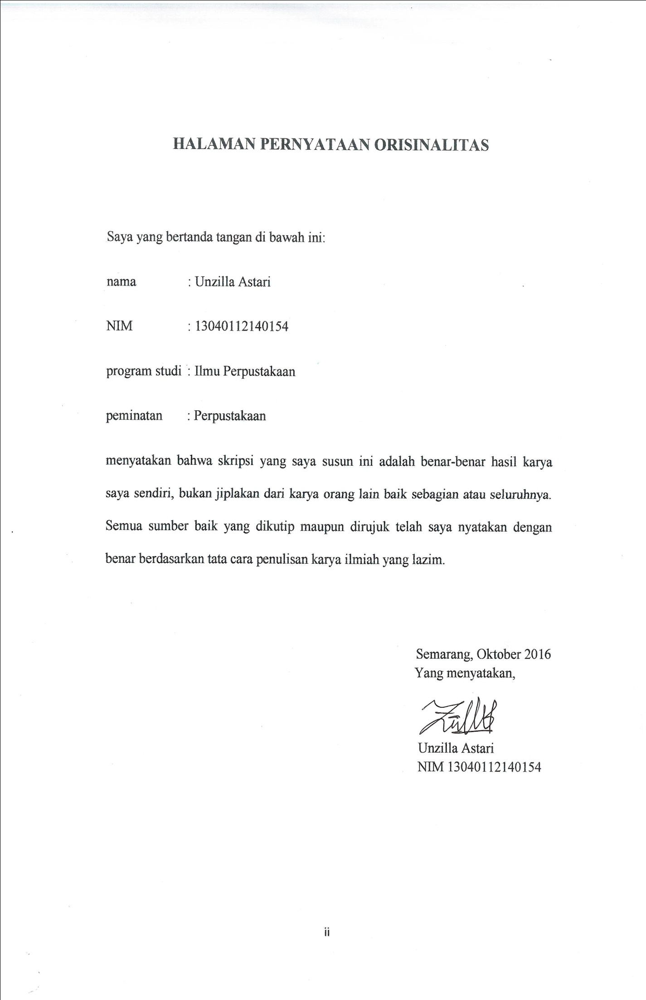 HALAMAN PERNYATAAN ORISINALITAS
Saya yang bertanda tangan di bawah ini:
nama : Unzilla Astari
NIM : 13040112140154
program studi : Ilmu Perpustakaan
peminatan : Perpustakaan
menyatakan bahwa skripsi yang saya susun ini adalah benar-benar hasil karya
saya sendiri, bukan jiplakan dari karya orang lain baik sebagian atau seluruhnya.
Semua sumber baik yang dikutip maupun dirujuk telah saya nyatakan dengan
benar berdasarkan tata cara penulisan karya ilmiah yang lazim.
Semarang, Oktober 2016
Yang menyatakan,
Unzilla Astari
NIM 13040112140154
ii